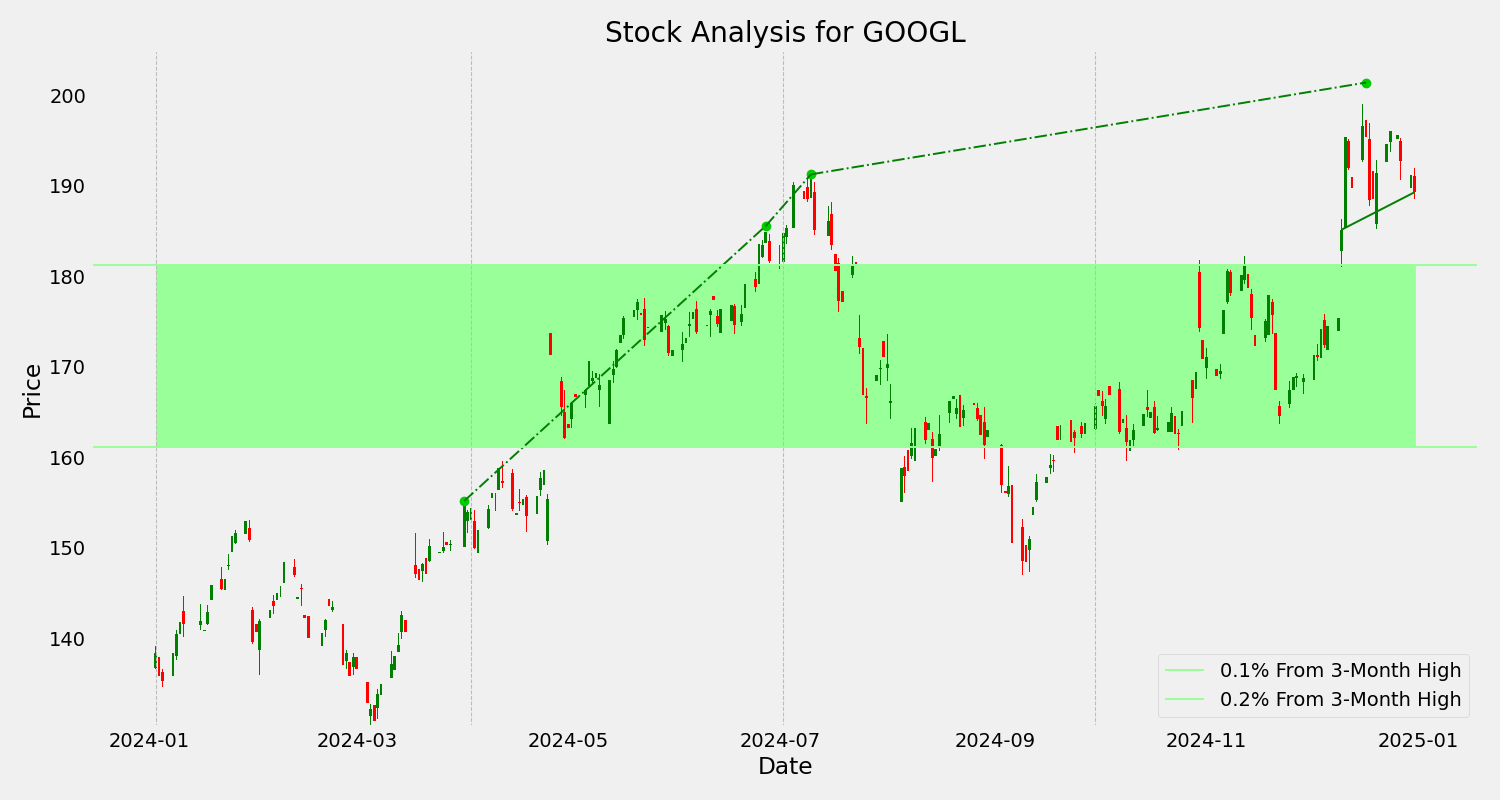 Stock Analysis for GOOGL
200
190
180
170
160
150
140
Price
0.1% From 3-Month High
0.2% From 3-Month High
2024-01 2024-03 2024-05 2024-07 2024-09 2024-11 2025-01
Date